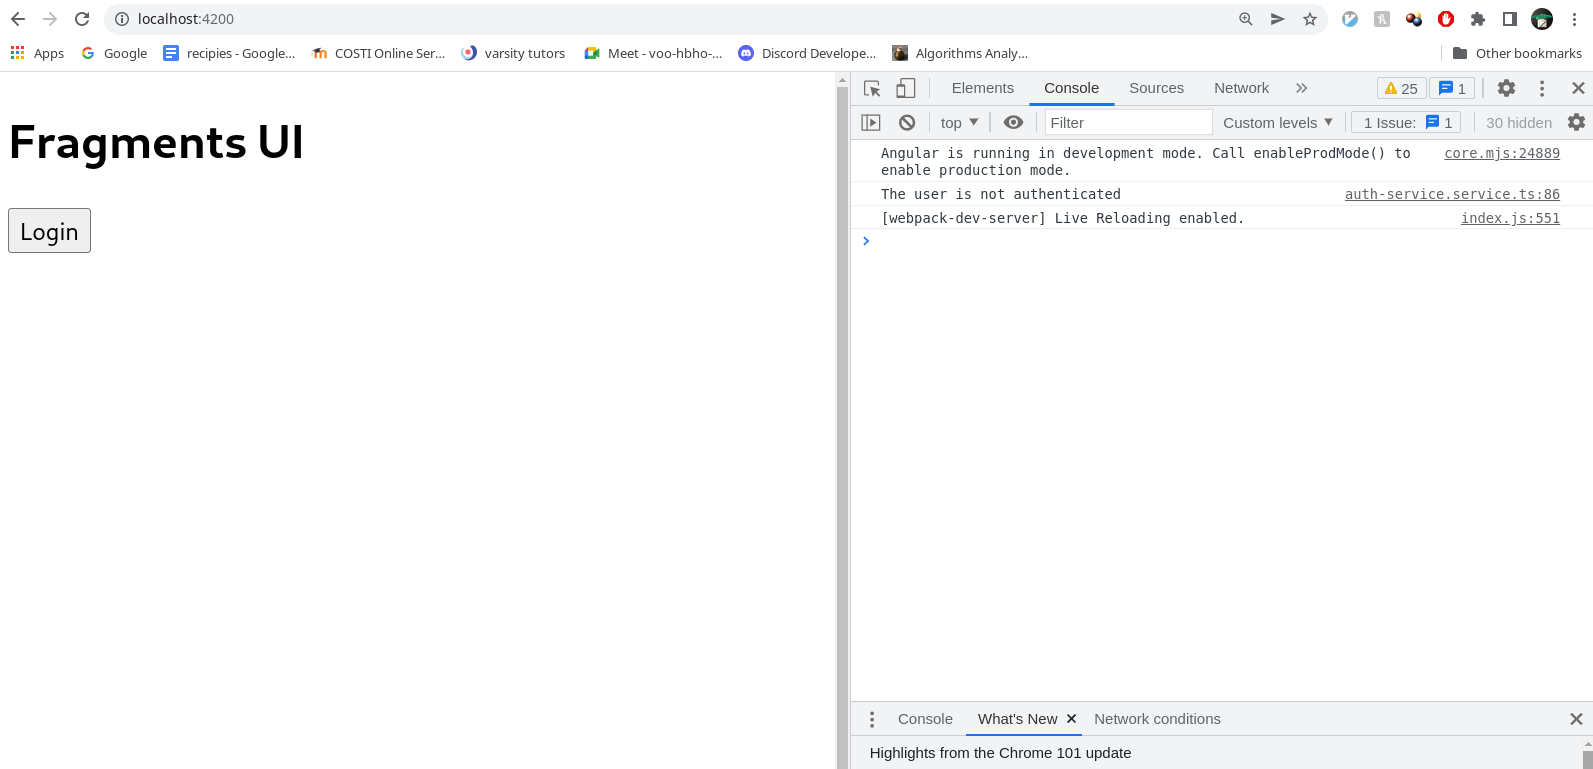 localhost:4200
Apps Google recipies - Google... COSTI Online Ser... varsity tutors Meet - voo-hbho-... Discord Develope... Algorithms Analy... Other bookmarks
Fragments UI
Login
Elements Console Sources Network 25 1
top Filter Custom levels 1 Issue: 1 30 hidden
Angular is running in development mode. Call enableProdMode() to core.mjs:24889
enable production mode.
The user is not authenticated auth-service.service.ts:86
[webpack-dev-server] Live Reloading enabled. index.js:551
Console What's New Network conditions
Highlights from the Chrome 101 update